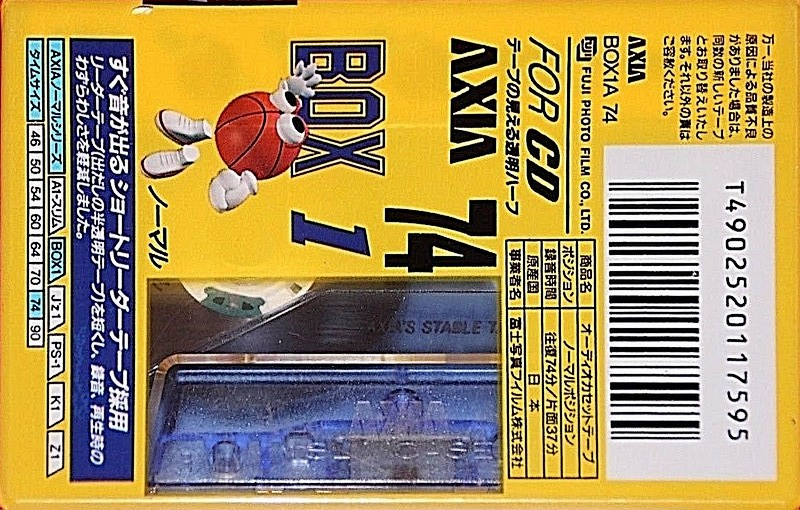 万一、当社の製造上の
原因による品質不良
がありました場合は、
同数の新しいテープ
とお取り替えいたし
ます。それ以外の責は
ご容赦ください。
AXIA
BOX1A 74
T4902520117595
FUJI PHOTO FILM CO., LTD.
FOR CD
テープの見える透明ハーフ
AXIA 74
BOX 1
ノーマル
商品名 オーディオカセットテープ
ポジション ノーマルポジション
録音時間 往復74分/片面37分
原産国 日本
事業者名 富士写真フイルム株式会社
'S STABLE TA
すぐ音が出るショートリーダーテープ採用
リーダーテープ(出だしの半透明テープ)を短くし、録音、再生時の
わずらわしさを軽減しました。
AXIAノーマルシリーズ A1・スリム BOX1 Jz1 PS-1 K1 Z1
タイムサイズ 46 50 54 60 64 70 74 90